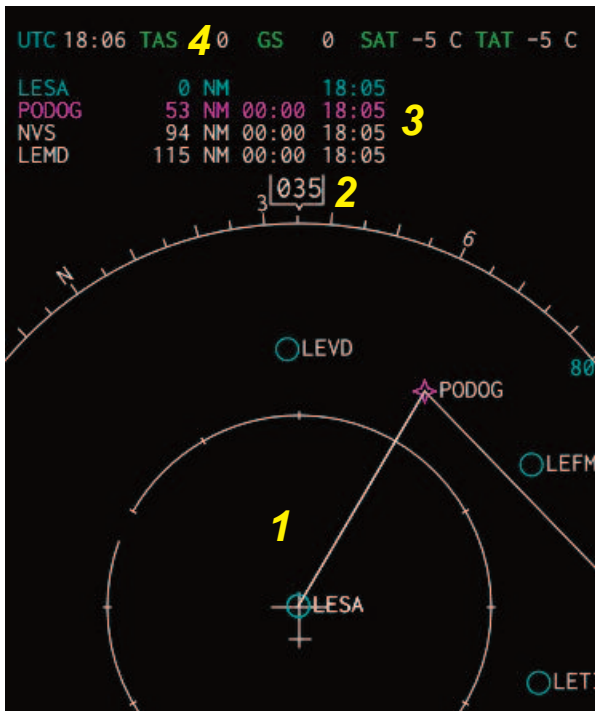 UTC 18:06 TAS 4 0 GS 0 SAT -5 C TAT -5 C
LESA 0 NM 18:05
PODOG 53 NM 00:00 18:05
NVS 94 NM 00:00 18:05 3
LEMD 115 NM 00:00 18:05
035 2
3
6
N
LEVD
80
PODOG
LEFM
1
LESA